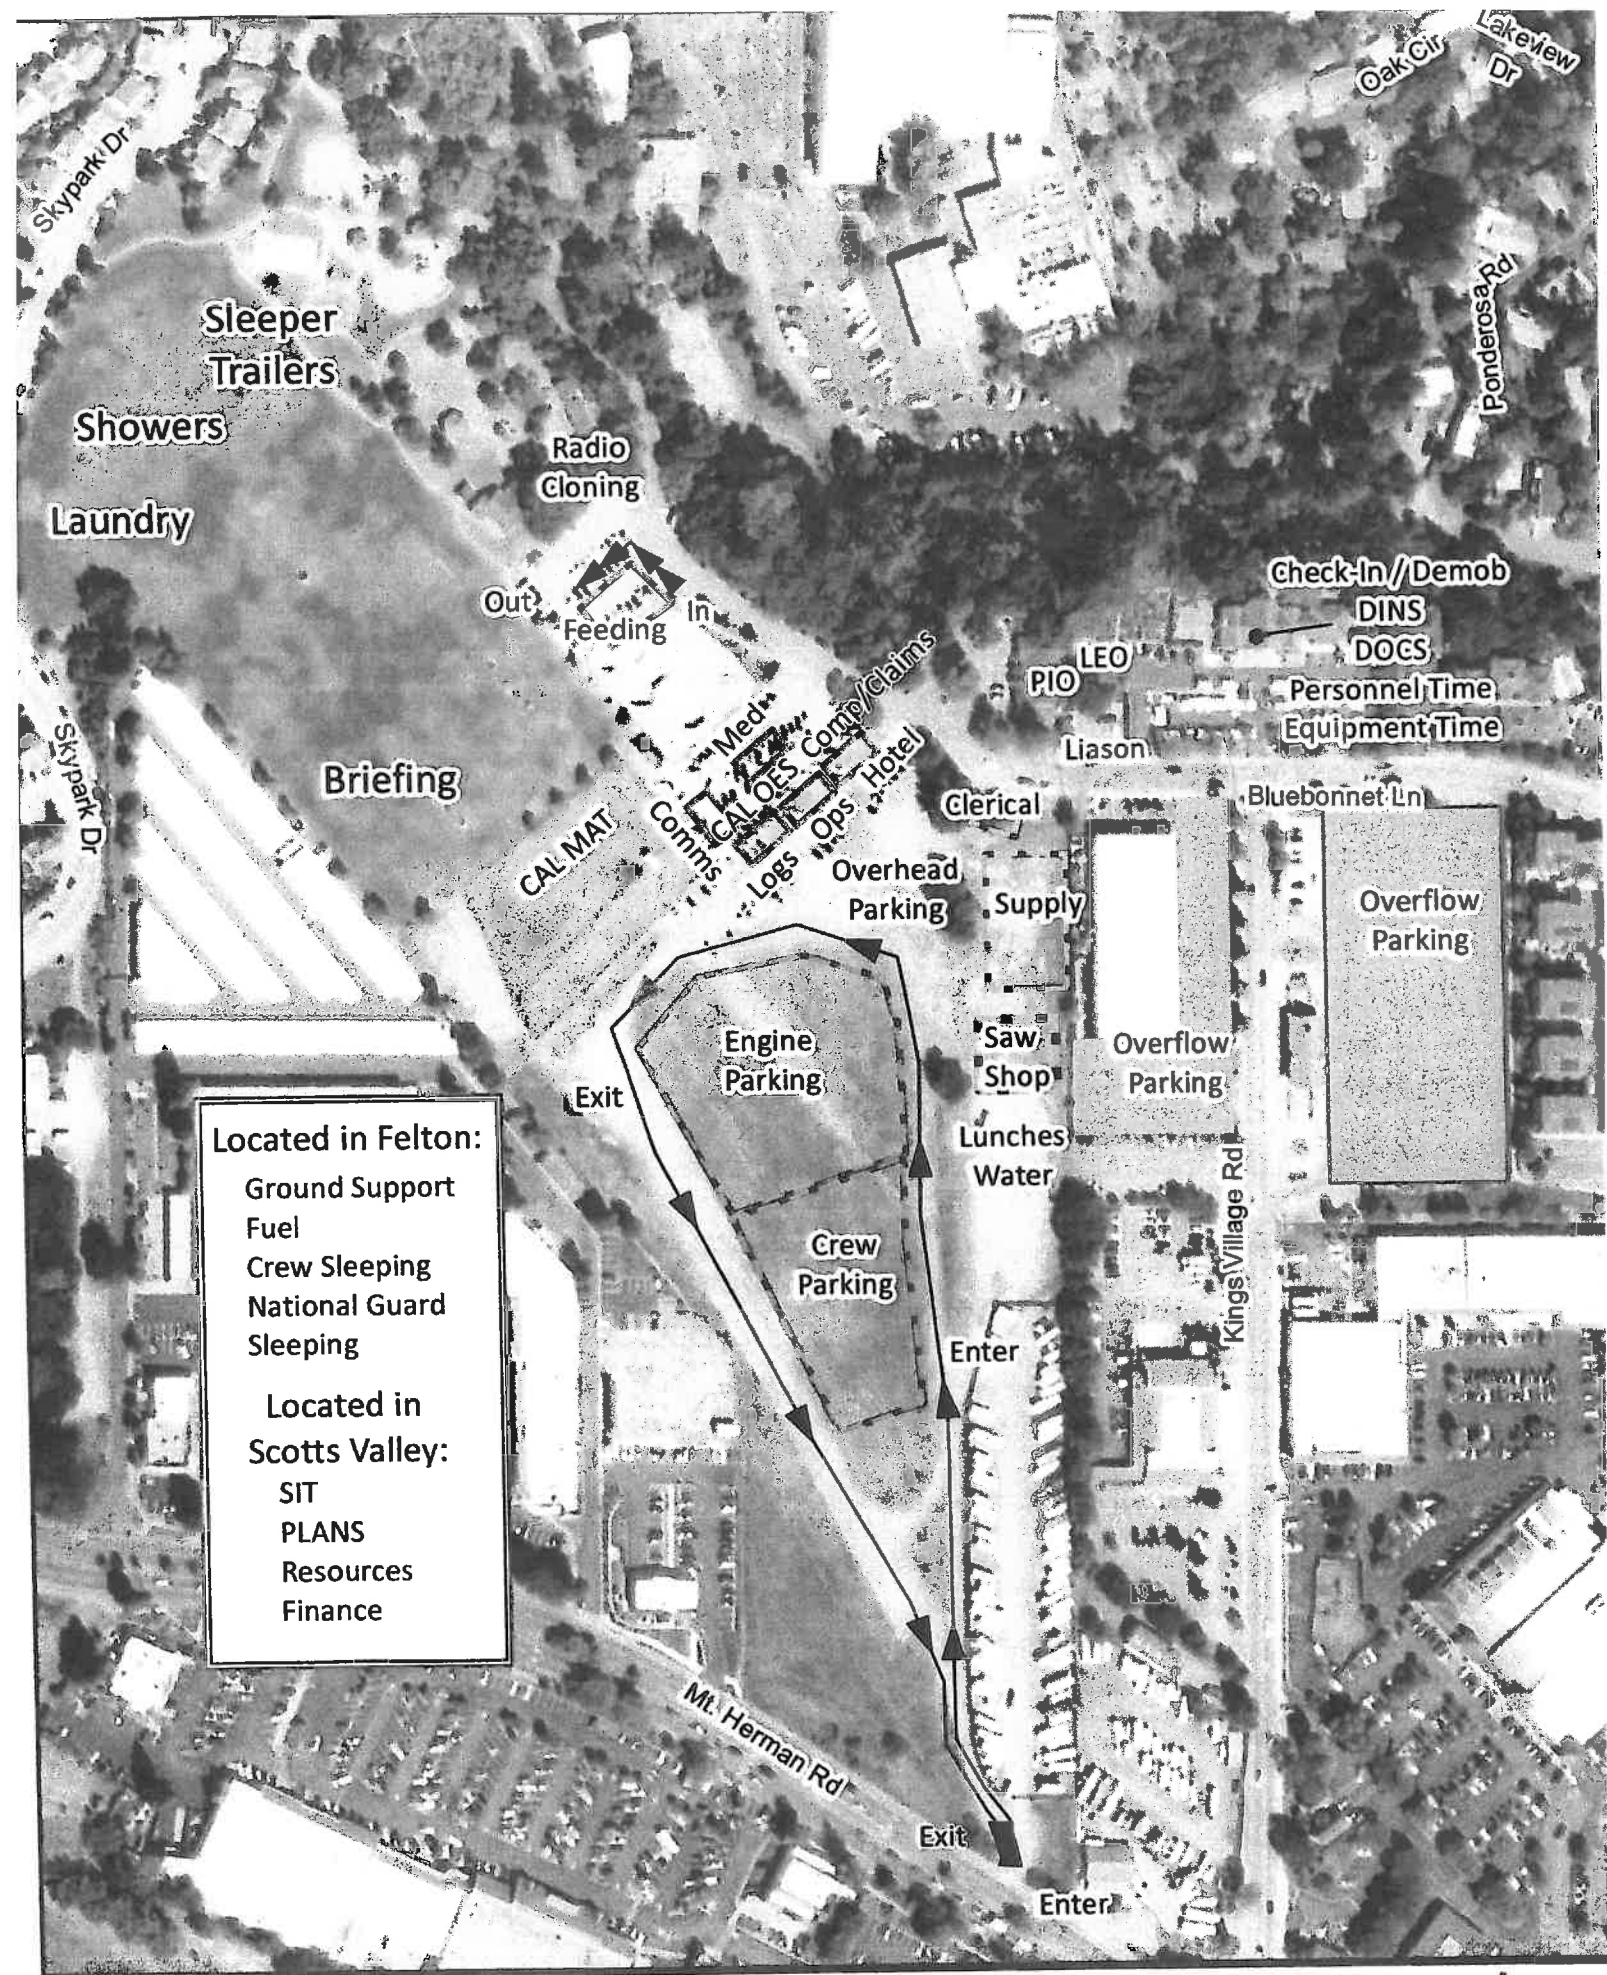 Oak Cir
Lakeview
Dr
Skypark Dr
Ponderosa Rd
Sleeper
Trailers
Showers
Laundry
Radio
Cloning
Out
In
Feeding
Check-In / Demob
DINS
DOCS
Personnel Time
Equipment Time
LEO
PIO
Liason
Bluebonnet Ln
Skypark Dr
Briefing
CAL MAT
Med
Comp/Claims
CAL OES
Hotel
Comms
Ops
Logs
Clerical
Overhead
Parking
Supply
Overflow
Parking
Engine
Parking
Saw
Shop
Overflow
Parking
Exit
Lunches
Water
Kings Village Rd
Crew
Parking
Enter
Located in Felton:
Ground Support
Fuel
Crew Sleeping
National Guard
Sleeping
Located in
Scotts Valley:
SIT
PLANS
Resources
Finance
Mt. Herman Rd
Exit
Enter